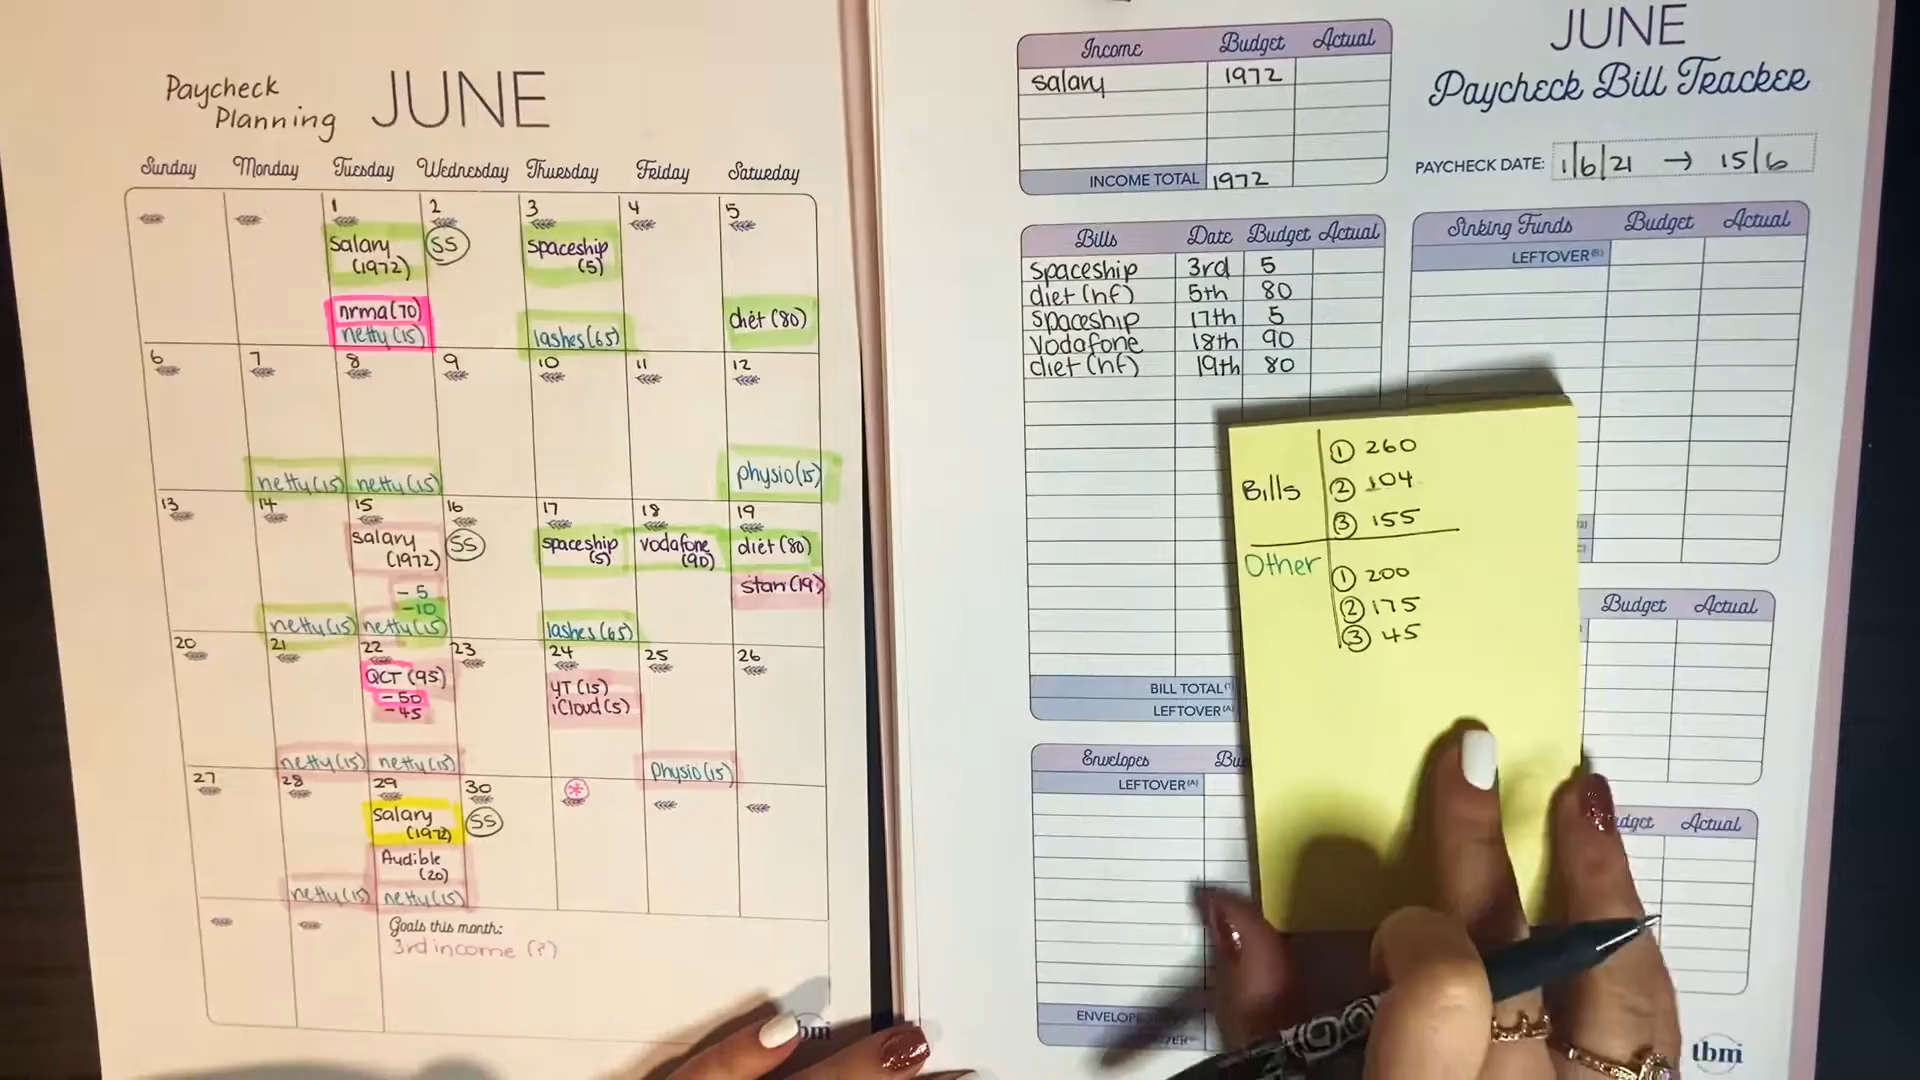 Paycheck
Planning
JUNE
Sunday Monday Tuesday Wednesday Thursday Friday Saturday
1 2 3 4 5
Salary
(1972)
SS
spaceship
(5)
nrma (70)
netty (15)
lashes (65)
diet (80)
6 7 8 9 10 11 12
netty (15) netty (15)
physio (15)
13 14 15 16 17 18 19
salary
(1972)
SS
spaceship
(5)
vodafone
(90)
diet (80)
stan (19)
- 5
-10
netty (15) netty (15)
lashes (65)
20 21 22 23 24 25 26
QCT (95)
- 50
- 45
YT (15)
iCloud (5)
netty (15) netty (15)
Physio (15)
27 28 29 30
salary
(1972)
SS
Audible
(20)
netty (15) netty (15)
Goals this month:
3rd income (?)
tbm
JUNE
Paycheck Bill Tracker
PAYCHECK DATE: 1/6/21 → 15/6
Income Budget Actual
salary 1972
INCOME TOTAL 1972
Bills Date Budget Actual
Spaceship 3rd 5
diet (hf) 5th 80
Spaceship 17th 5
Vodafone 18th 90
diet (hf) 19th 80
BILL TOTAL
LEFTOVER (A)
Sinking Funds Budget Actual
LEFTOVER (B)
Budget Actual
Actual
Envelopes
LEFTOVER (A)
Bills
① 260
② 104
③ 155
Other
① 200
② 175
③ 45
tbm